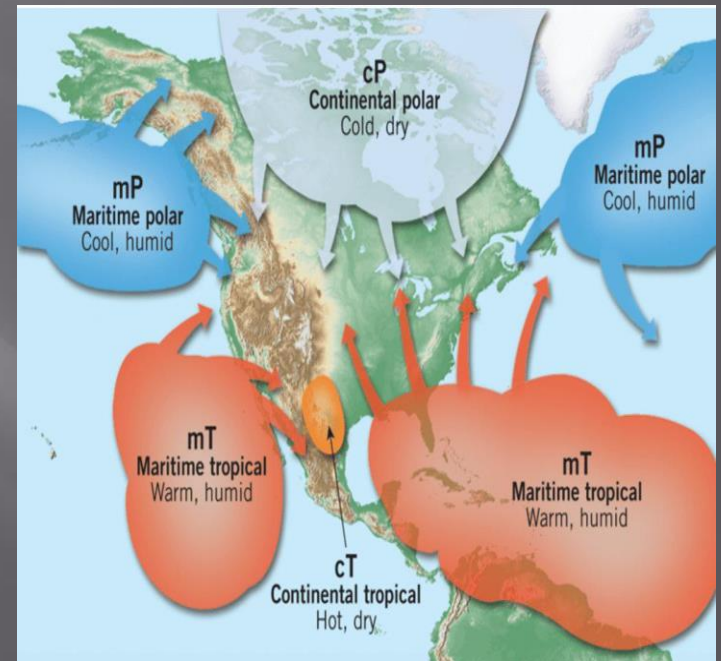 cP
Continental polar
Cold, dry
mP
Maritime polar
Cool, humid
mP
Maritime polar
Cool, humid
mT
Maritime tropical
Warm, humid
mT
Maritime tropical
Warm, humid
cT
Continental tropical
Hot, dry